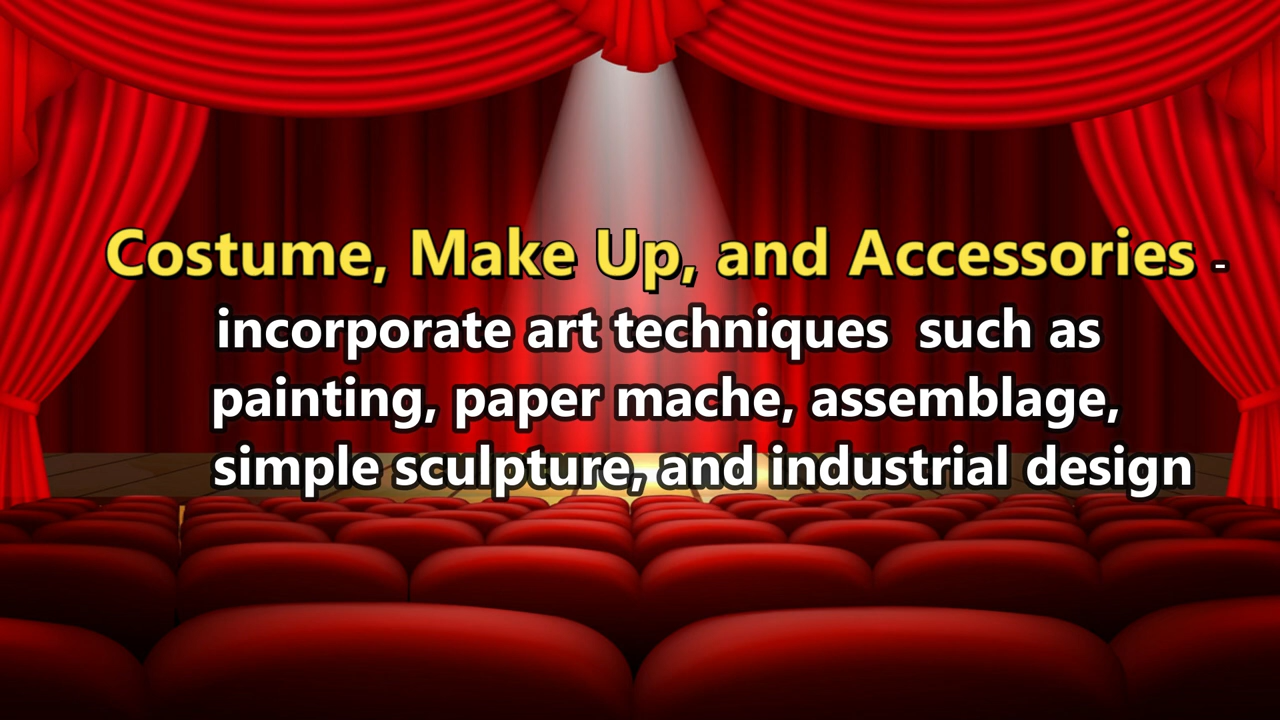 Costume, Make Up, and Accessories -
incorporate art techniques  such as
painting, paper mache, assemblage,
simple sculpture, and industrial design